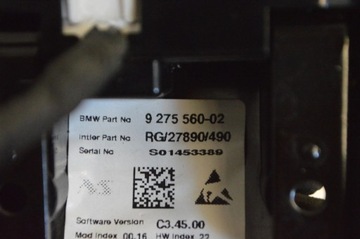 BMW Part No 9 275 560-02
Intier Part No RG/27890/490
Serial No S01453389
Software Version C3.45.00
Mod Index 00.16 HW Index 22